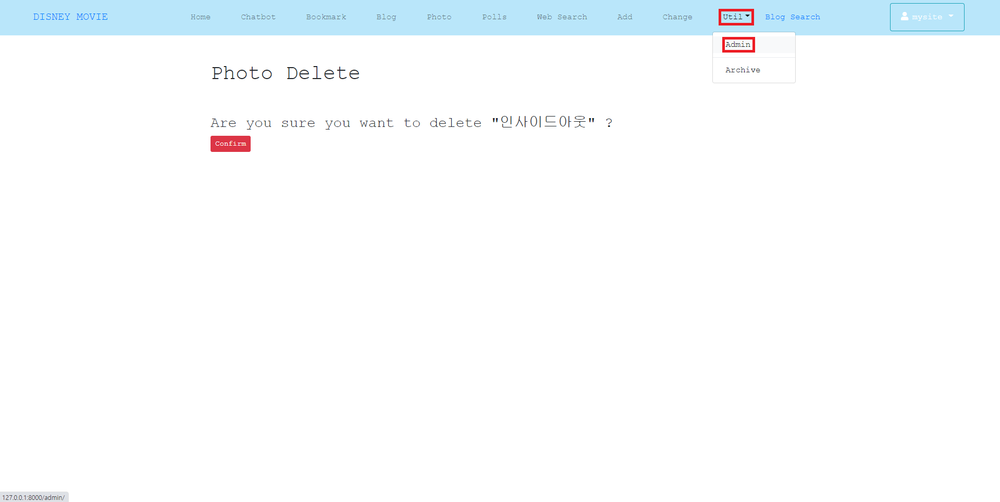 DISNEY MOVIE Home Chatbot Bookmark Blog Photo Polls Web Search Add Change Util Blog Search mysite
Admin
Archive
Photo Delete
Are you sure you want to delete "인사이드아웃" ?
Confirm
127.0.0.1:8000/admin/